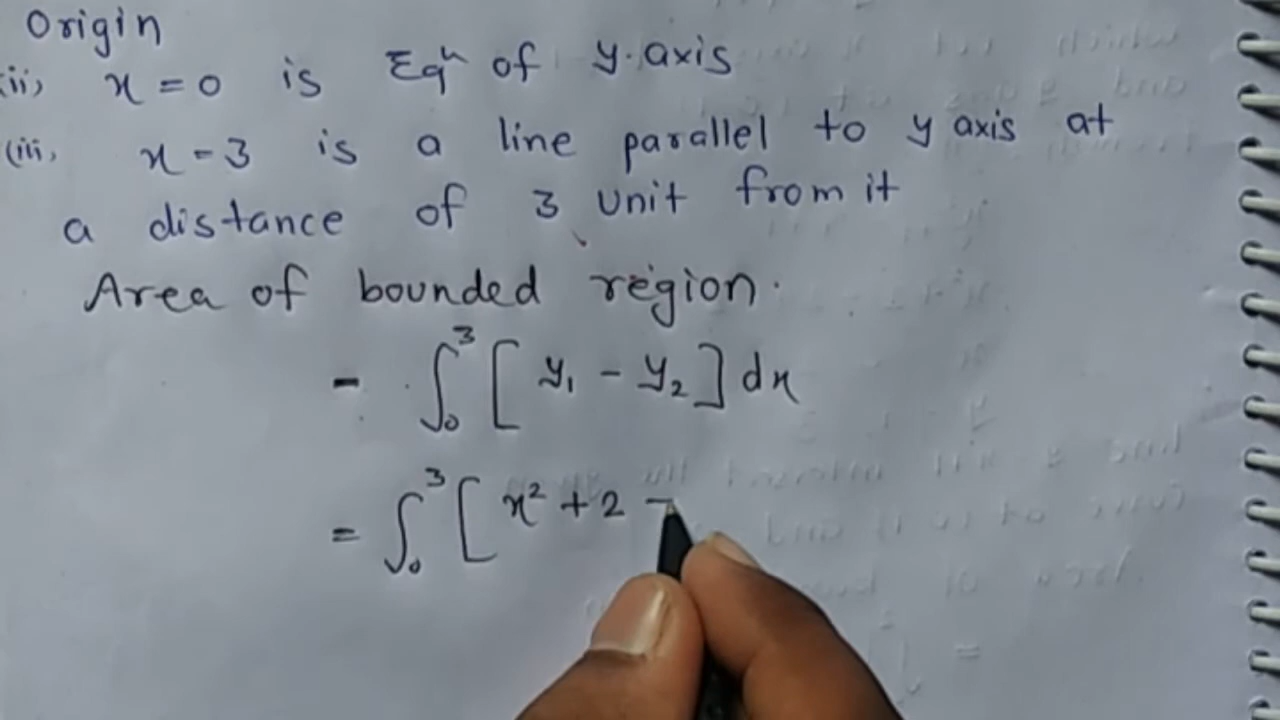 Origin
(ii) x = 0 is Eqⁿ of y.axis
(iii, x - 3 is a line parallel to y axis at
a distance of 3 unit from it
Area of bounded region.
- ∫₀³ [ y₁ - y₂ ] dx
= ∫₀³ [ x² + 2 -